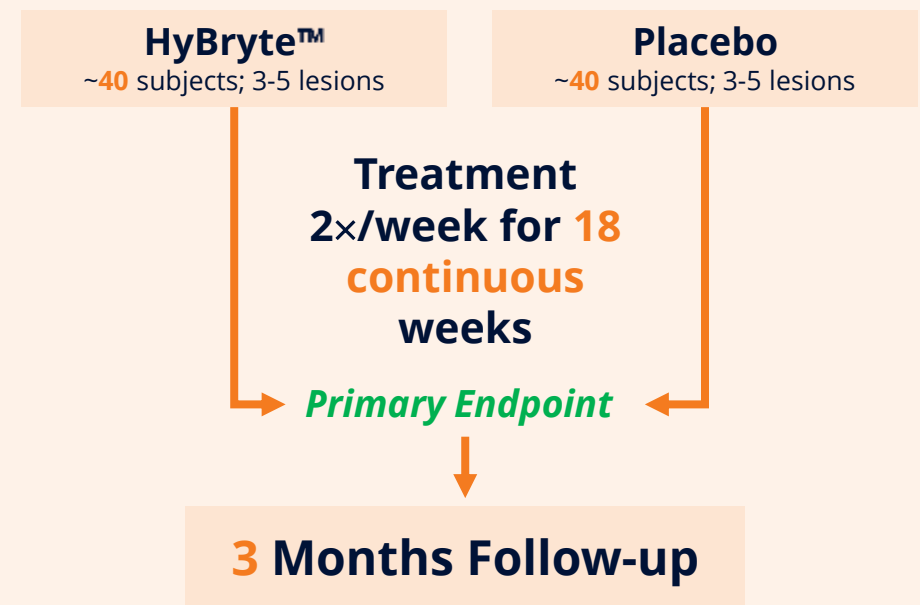 HyBryte™
~40 subjects; 3-5 lesions
Placebo
~40 subjects; 3-5 lesions
Treatment
2×/week for 18
continuous
weeks
Primary Endpoint
3 Months Follow-up